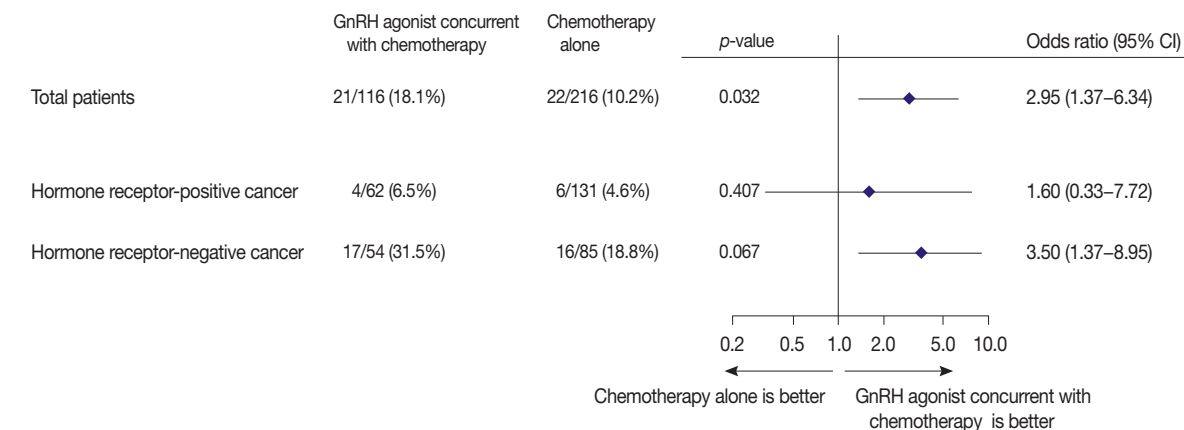 GnRH agonist concurrent with chemotherapy
Chemotherapy alone
p-value
Odds ratio (95% CI)
Total patients 21/116 (18.1%) 22/216 (10.2%) 0.032 2.95 (1.37–6.34)
Hormone receptor-positive cancer 4/62 (6.5%) 6/131 (4.6%) 0.407 1.60 (0.33–7.72)
Hormone receptor-negative cancer 17/54 (31.5%) 16/85 (18.8%) 0.067 3.50 (1.37–8.95)
0.2 0.5 1.0 2.0 5.0 10.0
Chemotherapy alone is better
GnRH agonist concurrent with
chemotherapy is better